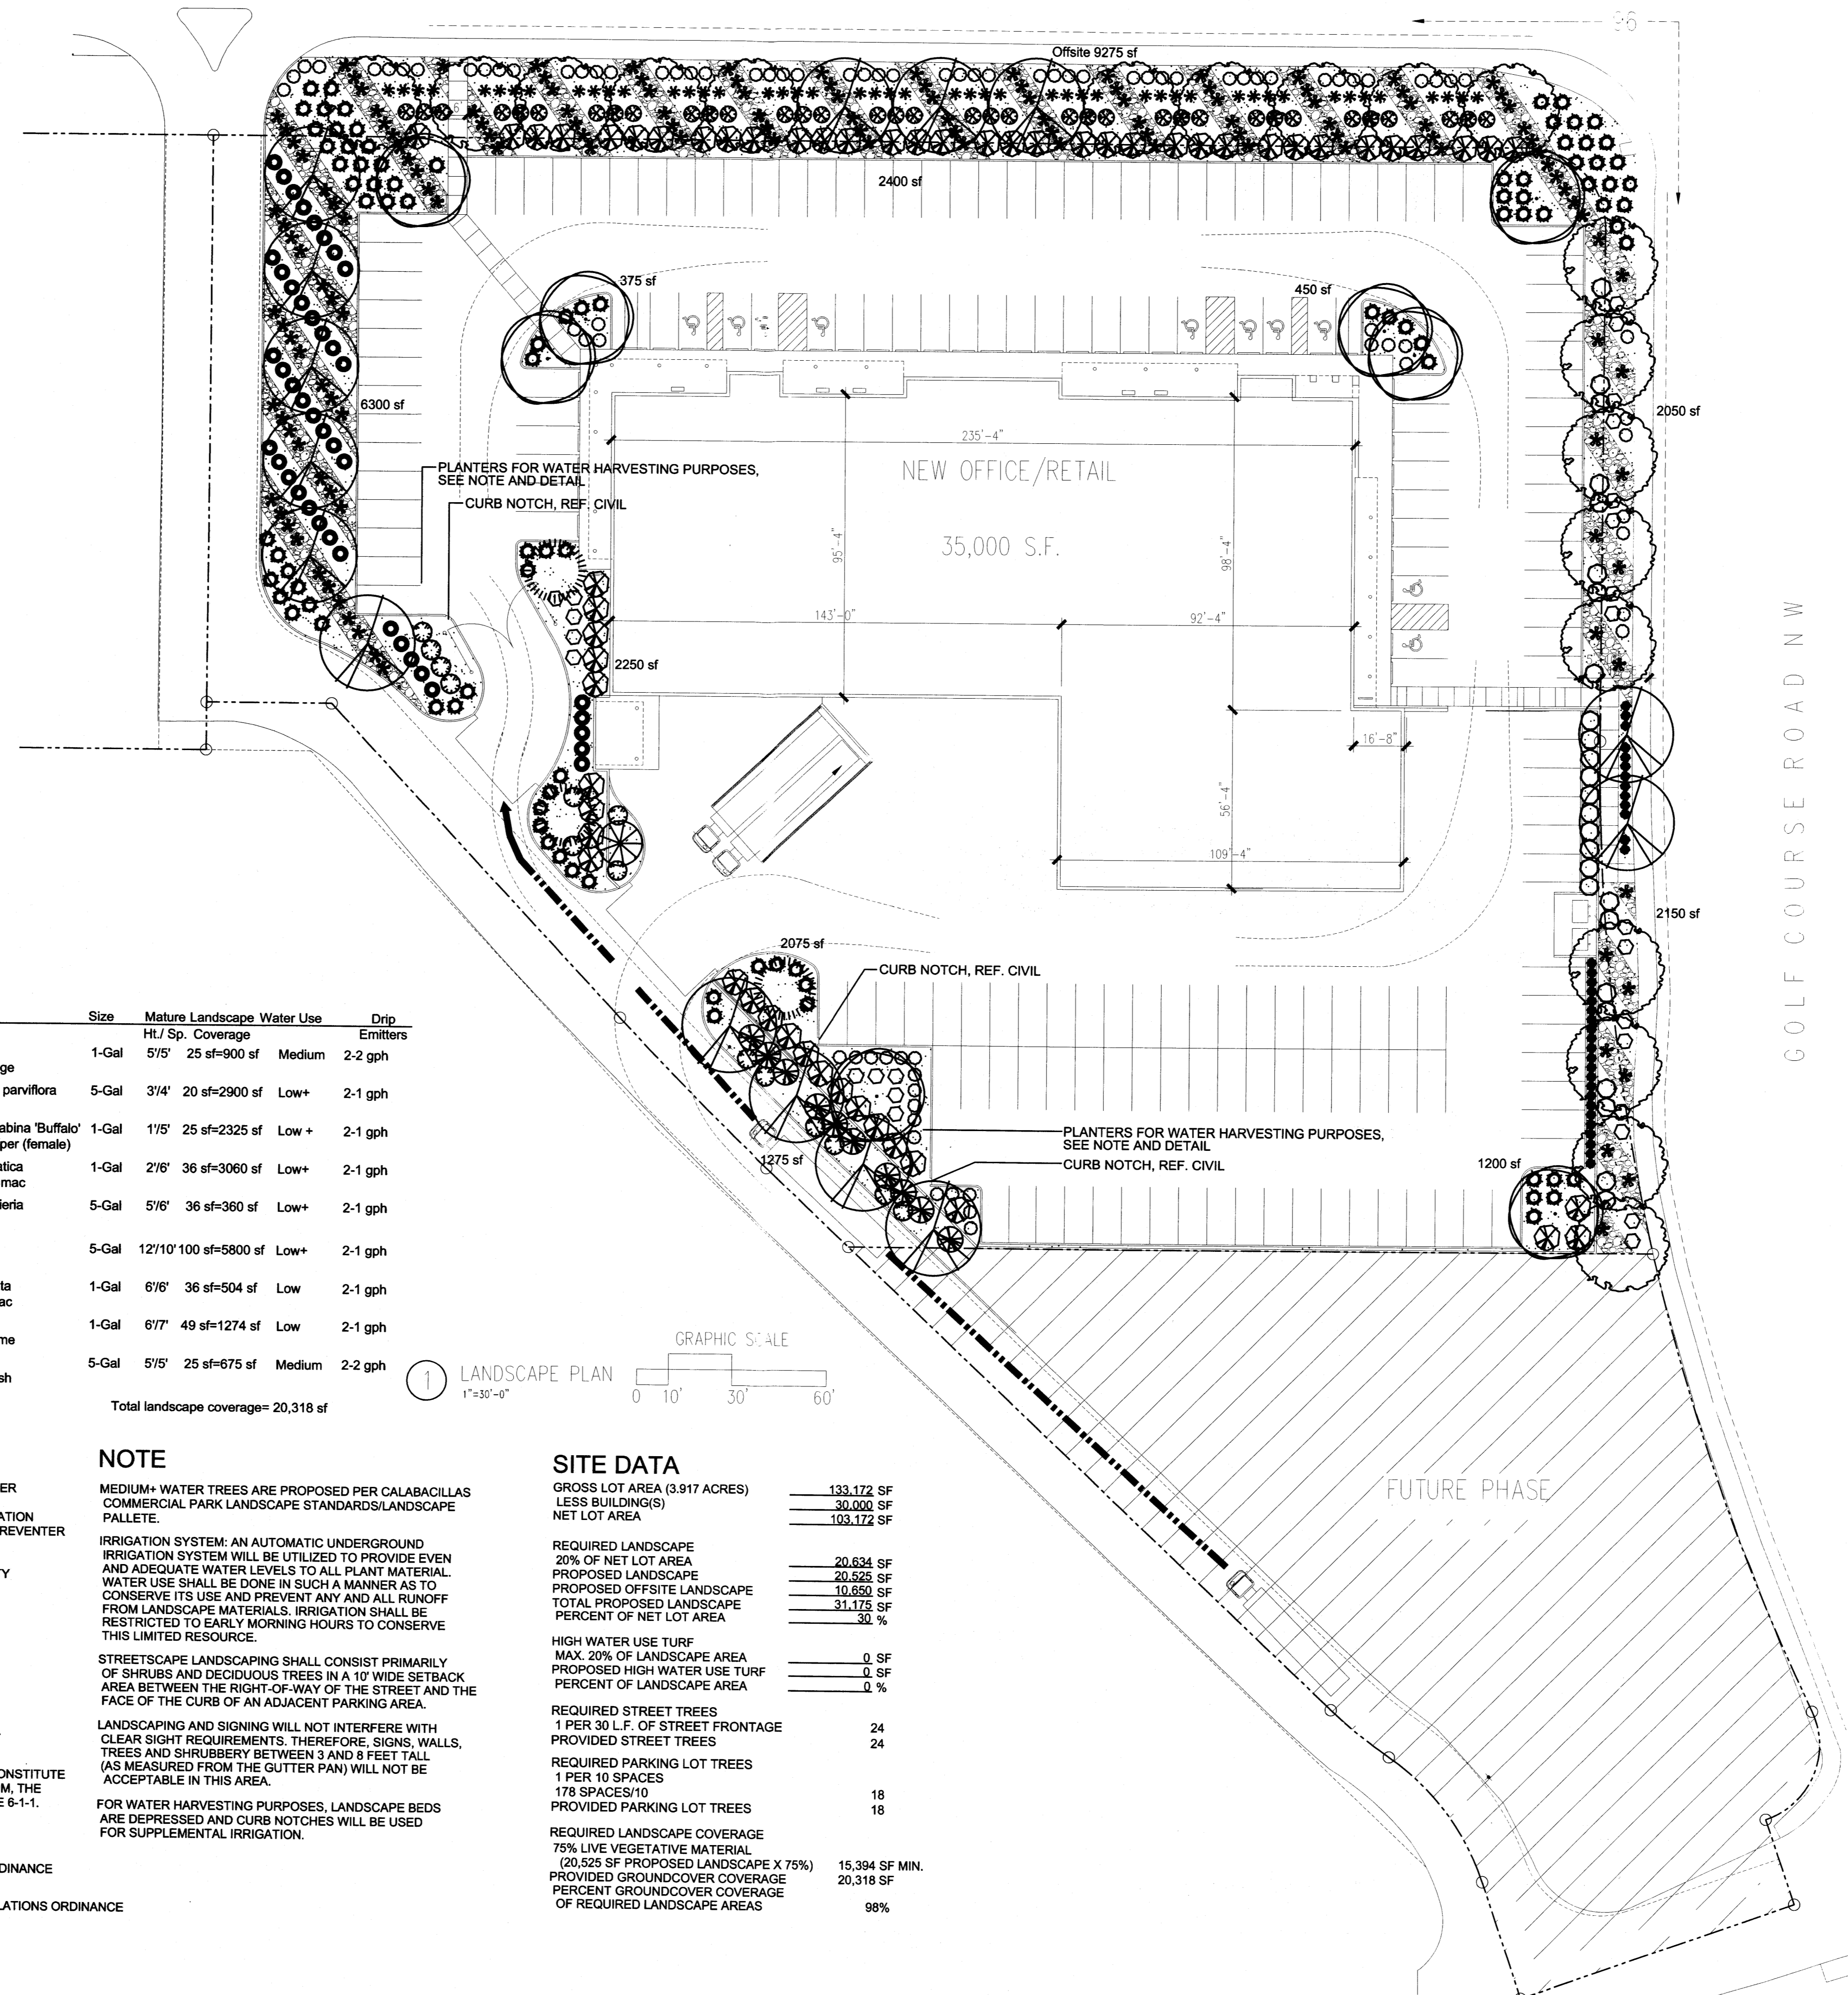 96
Offsite 9275 sf
6'
2400 sf
375 sf
450 sf
6300 sf
2050 sf
235'-4"
PLANTERS FOR WATER HARVESTING PURPOSES,
SEE NOTE AND DETAIL
NEW OFFICE/RETAIL
CURB NOTCH, REF. CIVIL
35,000 S.F.
95'-4"
98'-4"
143'-0"
92'-4"
2250 sf
GOLF COURSE ROAD NW
16'-8"
56'-4"
109'-4"
2150 sf
2075 sf
CURB NOTCH, REF. CIVIL
PLANTERS FOR WATER HARVESTING PURPOSES,
SEE NOTE AND DETAIL
CURB NOTCH, REF. CIVIL
1275 sf
1200 sf
Size Mature Landscape Water Use Drip
Ht./ Sp. Coverage Emitters
1-Gal 5'/5' 25 sf=900 sf Medium 2-2 gph
ge
parviflora 5-Gal 3'/4' 20 sf=2900 sf Low+ 2-1 gph
abina 'Buffalo' 1-Gal 1'/5' 25 sf=2325 sf Low + 2-1 gph
per (female)
atica 1-Gal 2'/6' 36 sf=3060 sf Low+ 2-1 gph
mac
ieria 5-Gal 5'/6' 36 sf=360 sf Low+ 2-1 gph
5-Gal 12'/10' 100 sf=5800 sf Low+ 2-1 gph
ta 1-Gal 6'/6' 36 sf=504 sf Low 2-1 gph
ac
1-Gal 6'/7' 49 sf=1274 sf Low 2-1 gph
me
5-Gal 5'/5' 25 sf=675 sf Medium 2-2 gph
sh
Total landscape coverage= 20,318 sf
1 LANDSCAPE PLAN
1"=30'-0"
GRAPHIC SCALE
0 10' 30' 60'
FUTURE PHASE
ER
ATION
REVENTER
TY
ONSTITUTE
M, THE
E 6-1-1.
DINANCE
LATIONS ORDINANCE
NOTE
MEDIUM+ WATER TREES ARE PROPOSED PER CALABACILLAS
COMMERCIAL PARK LANDSCAPE STANDARDS/LANDSCAPE
PALLETE.
IRRIGATION SYSTEM: AN AUTOMATIC UNDERGROUND
IRRIGATION SYSTEM WILL BE UTILIZED TO PROVIDE EVEN
AND ADEQUATE WATER LEVELS TO ALL PLANT MATERIAL.
WATER USE SHALL BE DONE IN SUCH A MANNER AS TO
CONSERVE ITS USE AND PREVENT ANY AND ALL RUNOFF
FROM LANDSCAPE MATERIALS. IRRIGATION SHALL BE
RESTRICTED TO EARLY MORNING HOURS TO CONSERVE
THIS LIMITED RESOURCE.
STREETSCAPE LANDSCAPING SHALL CONSIST PRIMARILY
OF SHRUBS AND DECIDUOUS TREES IN A 10' WIDE SETBACK
AREA BETWEEN THE RIGHT-OF-WAY OF THE STREET AND THE
FACE OF THE CURB OF AN ADJACENT PARKING AREA.
LANDSCAPING AND SIGNING WILL NOT INTERFERE WITH
CLEAR SIGHT REQUIREMENTS. THEREFORE, SIGNS, WALLS,
TREES AND SHRUBBERY BETWEEN 3 AND 8 FEET TALL
(AS MEASURED FROM THE GUTTER PAN) WILL NOT BE
ACCEPTABLE IN THIS AREA.
FOR WATER HARVESTING PURPOSES, LANDSCAPE BEDS
ARE DEPRESSED AND CURB NOTCHES WILL BE USED
FOR SUPPLEMENTAL IRRIGATION.
SITE DATA
GROSS LOT AREA (3.917 ACRES) 133,172 SF
LESS BUILDING(S) 30,000 SF
NET LOT AREA 103,172 SF
REQUIRED LANDSCAPE
20% OF NET LOT AREA 20,634 SF
PROPOSED LANDSCAPE 20,525 SF
PROPOSED OFFSITE LANDSCAPE 10,650 SF
TOTAL PROPOSED LANDSCAPE 31,175 SF
PERCENT OF NET LOT AREA 30 %
HIGH WATER USE TURF
MAX. 20% OF LANDSCAPE AREA 0 SF
PROPOSED HIGH WATER USE TURF 0 SF
PERCENT OF LANDSCAPE AREA 0 %
REQUIRED STREET TREES
1 PER 30 L.F. OF STREET FRONTAGE 24
PROVIDED STREET TREES 24
REQUIRED PARKING LOT TREES
1 PER 10 SPACES
178 SPACES/10 18
PROVIDED PARKING LOT TREES 18
REQUIRED LANDSCAPE COVERAGE
75% LIVE VEGETATIVE MATERIAL
(20,525 SF PROPOSED LANDSCAPE X 75%) 15,394 SF MIN.
PROVIDED GROUNDCOVER COVERAGE 20,318 SF
PERCENT GROUNDCOVER COVERAGE
OF REQUIRED LANDSCAPE AREAS 98%